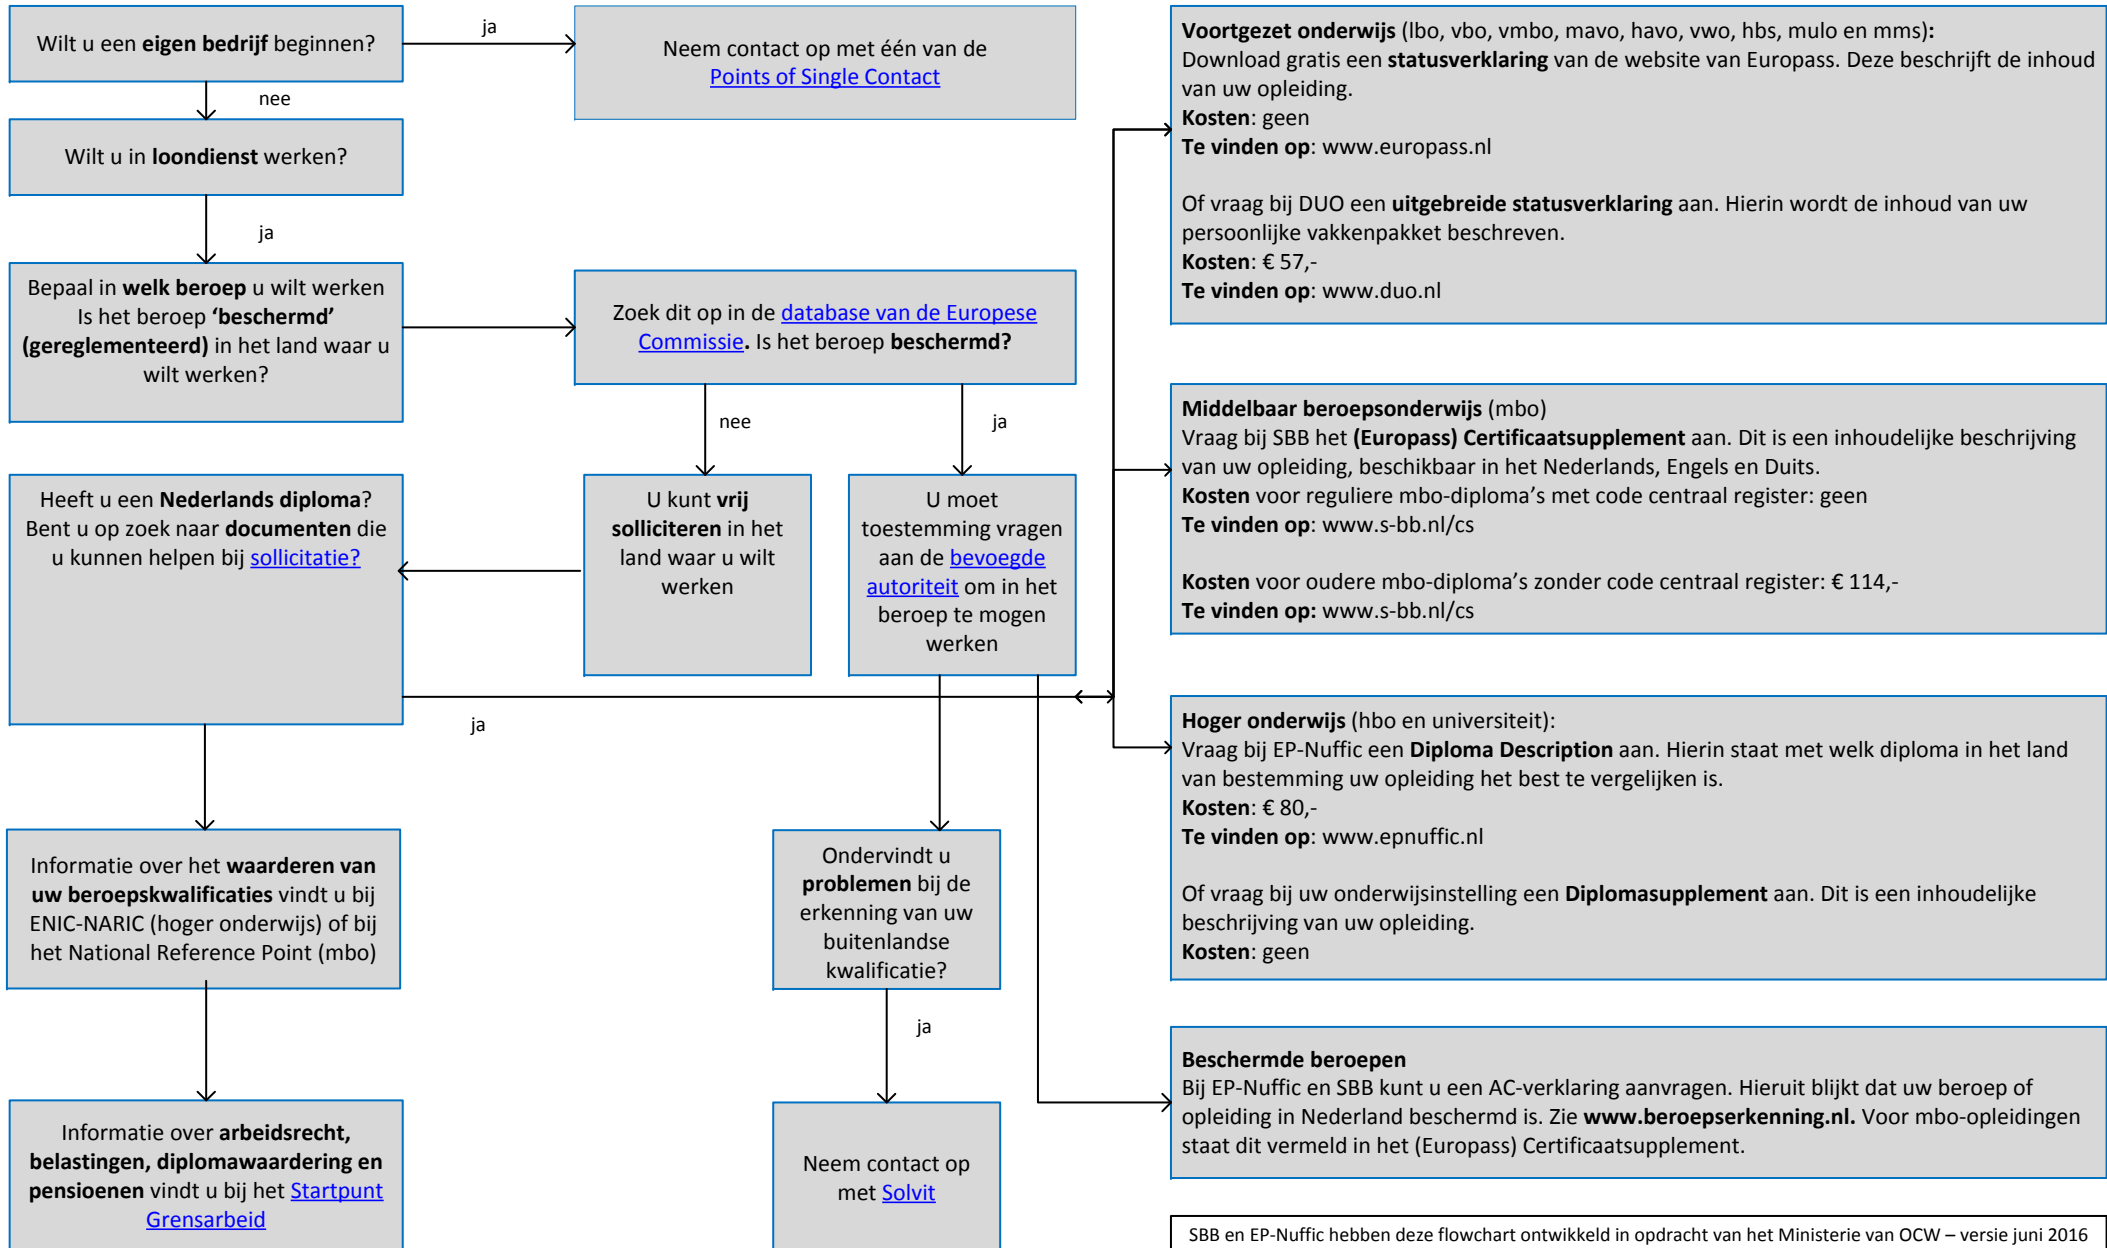 Wilt u een eigen bedrijf beginnen?
ja
Neem contact op met één van de
Points of Single Contact
nee
Wilt u in loondienst werken?
ja
Bepaal in welk beroep u wilt werken
Is het beroep ‘beschermd’
(gereglementeerd) in het land waar u
wilt werken?
Zoek dit op in de database van de Europese
Commissie. Is het beroep beschermd?
nee
ja
Heeft u een Nederlands diploma?
Bent u op zoek naar documenten die
u kunnen helpen bij sollicitatie?
U kunt vrij
solliciteren in het
land waar u wilt
werken
U moet
toestemming vragen
aan de bevoegde
autoriteit om in het
beroep te mogen
werken
ja
Informatie over het waarderen van
uw beroepskwalificaties vindt u bij
ENIC-NARIC (hoger onderwijs) of bij
het National Reference Point (mbo)
Ondervindt u
problemen bij de
erkenning van uw
buitenlandse
kwalificatie?
ja
Informatie over arbeidsrecht,
belastingen, diplomawaardering en
pensioenen vindt u bij het Startpunt
Grensarbeid
Neem contact op
met Solvit
Voortgezet onderwijs (lbo, vbo, vmbo, mavo, havo, vwo, hbs, mulo en mms):
Download gratis een statusverklaring van de website van Europass. Deze beschrijft de inhoud
van uw opleiding.
Kosten: geen
Te vinden op: www.europass.nl
Of vraag bij DUO een uitgebreide statusverklaring aan. Hierin wordt de inhoud van uw
persoonlijke vakkenpakket beschreven.
Kosten: € 57,-
Te vinden op: www.duo.nl
Middelbaar beroepsonderwijs (mbo)
Vraag bij SBB het (Europass) Certificaatsupplement aan. Dit is een inhoudelijke beschrijving
van uw opleiding, beschikbaar in het Nederlands, Engels en Duits.
Kosten voor reguliere mbo-diploma’s met code centraal register: geen
Te vinden op: www.s-bb.nl/cs
Kosten voor oudere mbo-diploma’s zonder code centraal register: € 114,-
Te vinden op: www.s-bb.nl/cs
Hoger onderwijs (hbo en universiteit):
Vraag bij EP-Nuffic een Diploma Description aan. Hierin staat met welk diploma in het land
van bestemming uw opleiding het best te vergelijken is.
Kosten: € 80,-
Te vinden op: www.epnuffic.nl
Of vraag bij uw onderwijsinstelling een Diplomasupplement aan. Dit is een inhoudelijke
beschrijving van uw opleiding.
Kosten: geen
Beschermde beroepen
Bij EP-Nuffic en SBB kunt u een AC-verklaring aanvragen. Hieruit blijkt dat uw beroep of
opleiding in Nederland beschermd is. Zie www.beroepserkenning.nl. Voor mbo-opleidingen
staat dit vermeld in het (Europass) Certificaatsupplement.
SBB en EP-Nuffic hebben deze flowchart ontwikkeld in opdracht van het Ministerie van OCW – versie juni 2016